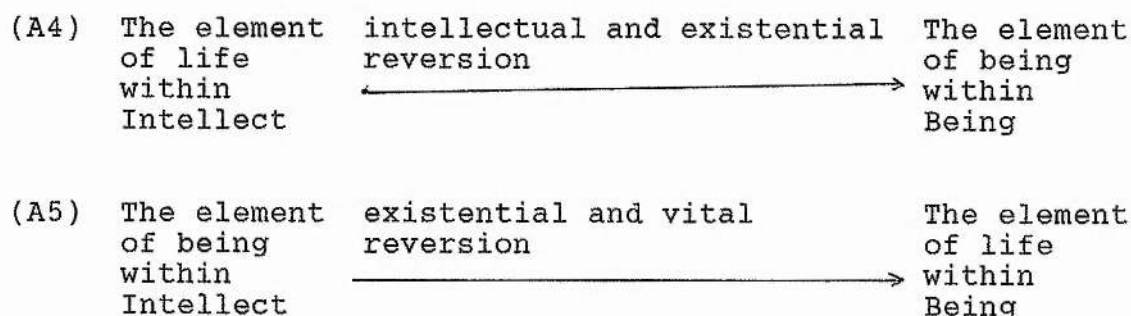 (A4) The element intellectual and existential The element
of life reversion of being
within within
Intellect Being
(A5) The element existential and vital The element
of being reversion of life
within within
Intellect Being